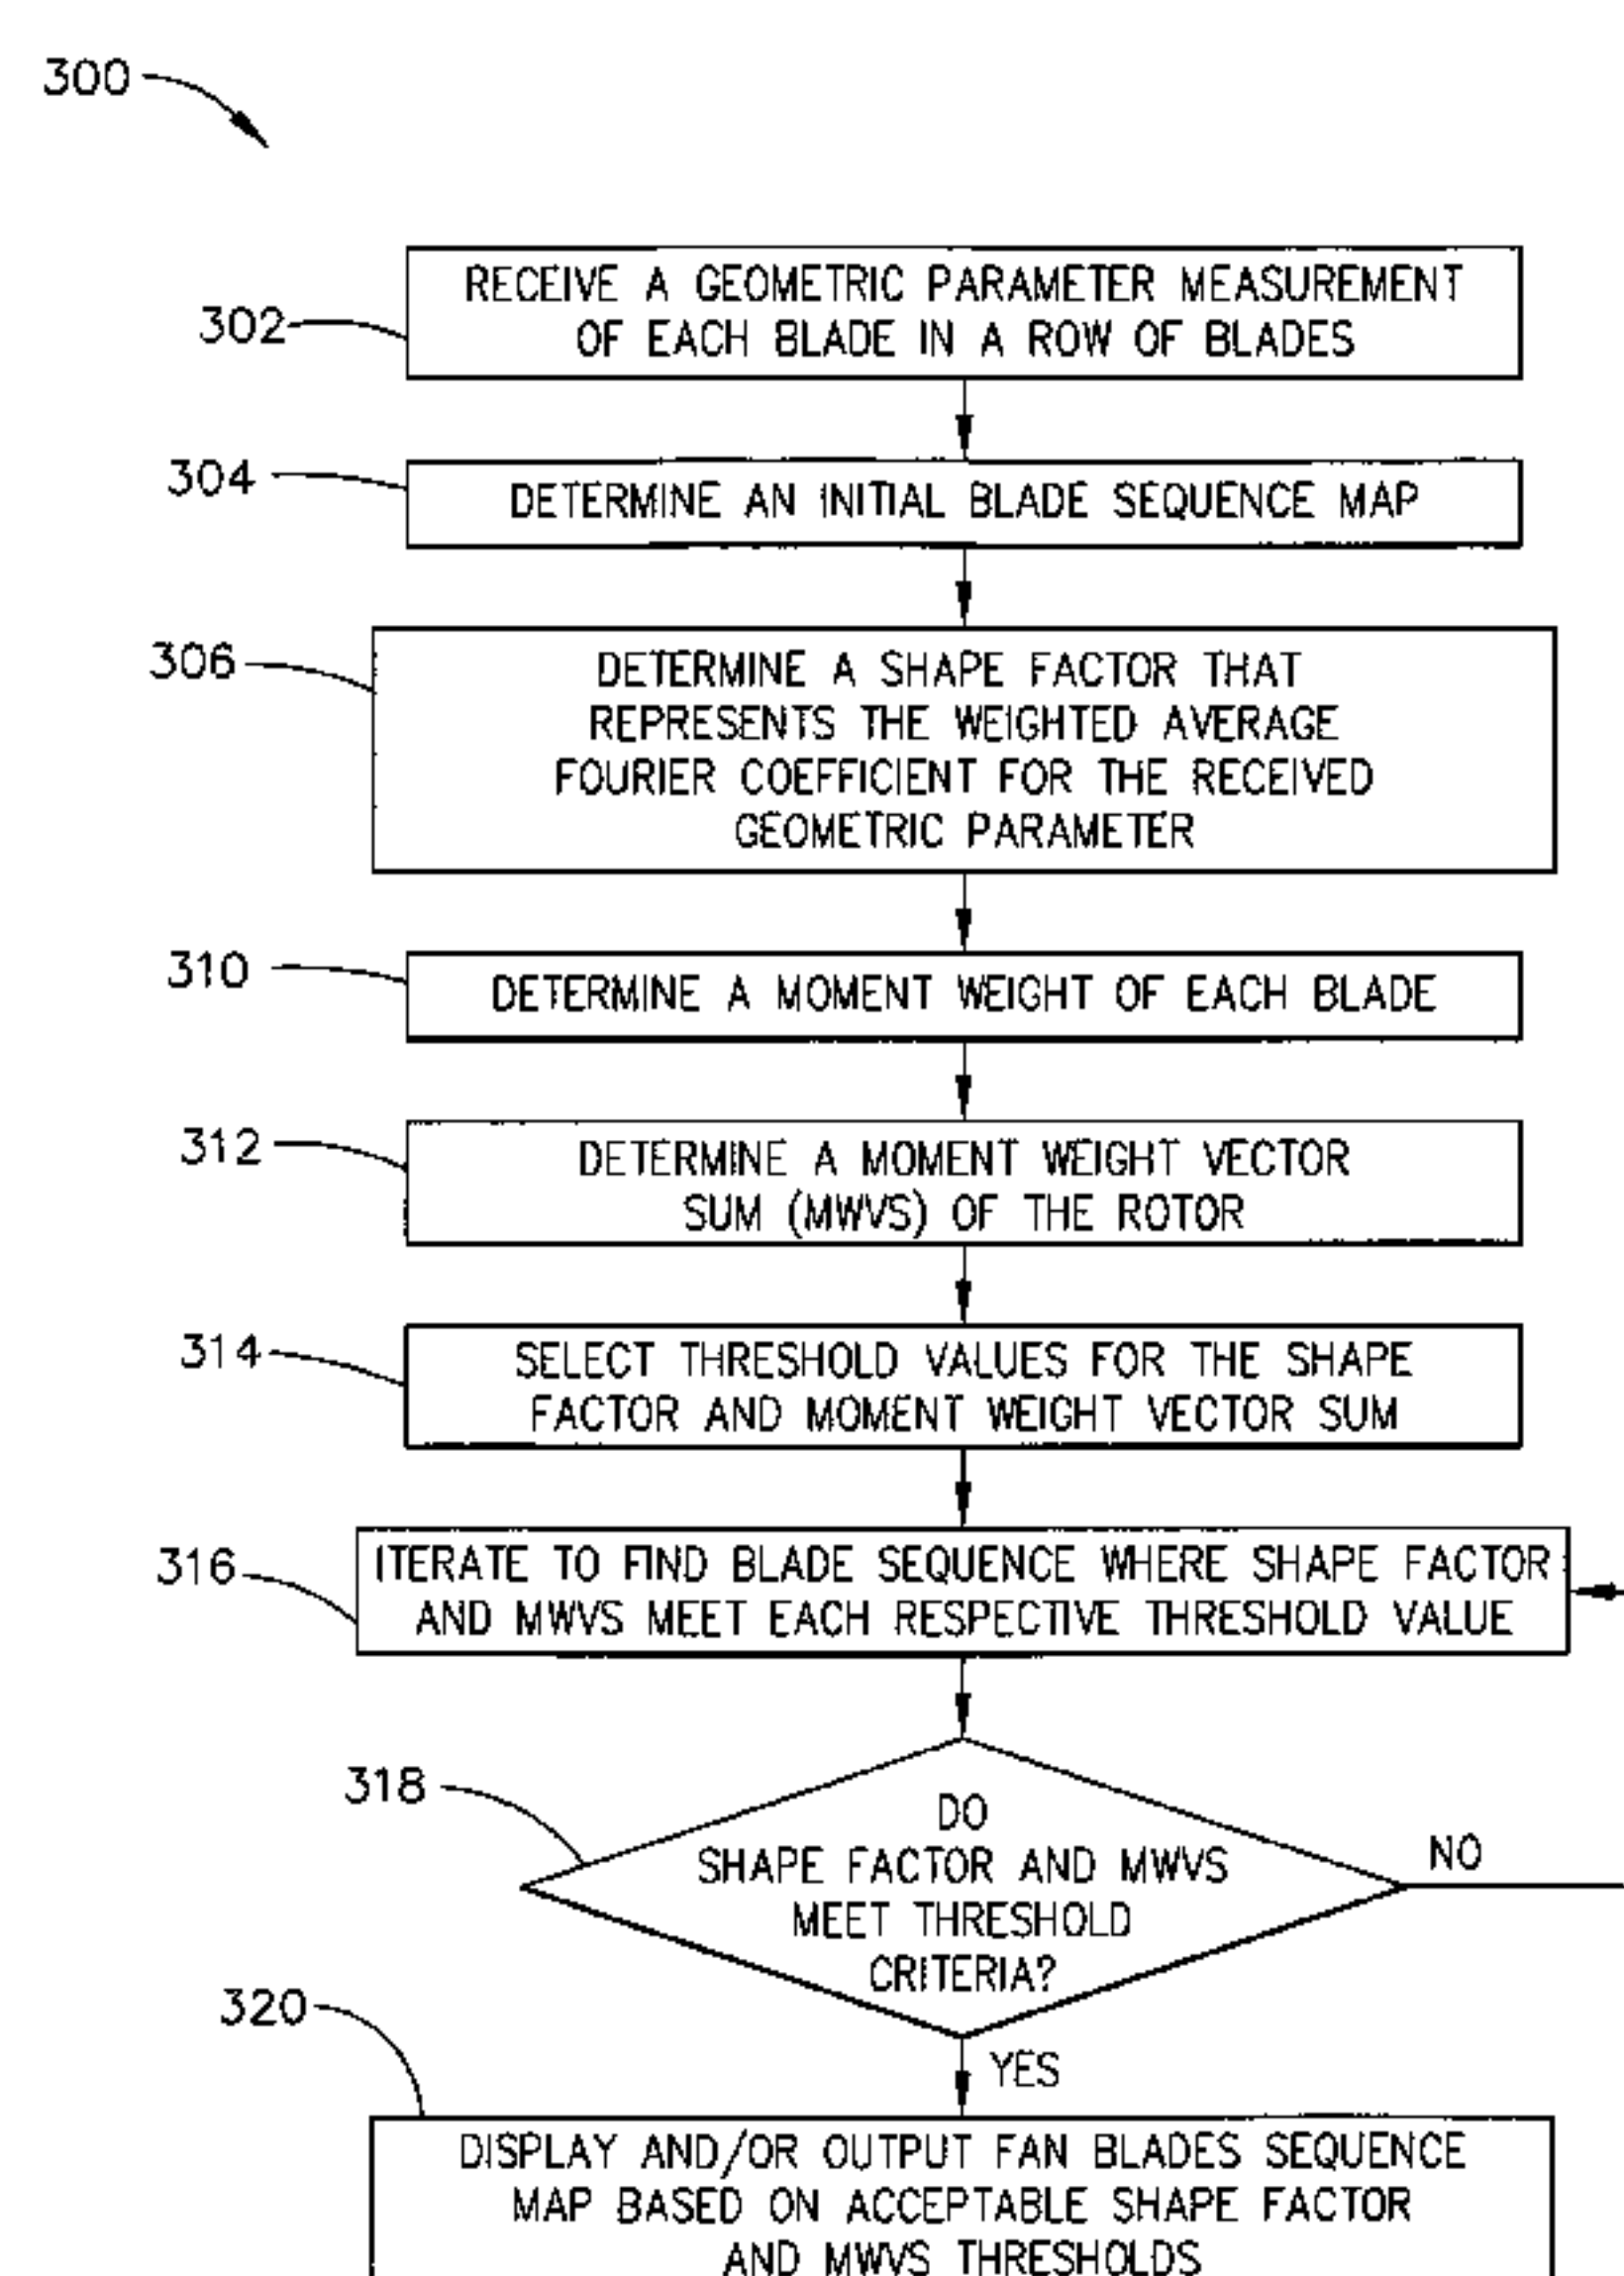 300
302
RECEIVE A GEOMETRIC PARAMETER MEASUREMENT
OF EACH BLADE IN A ROW OF BLADES
304
DETERMINE AN INITIAL BLADE SEQUENCE MAP
306
DETERMINE A SHAPE FACTOR THAT
REPRESENTS THE WEIGHTED AVERAGE
FOURIER COEFFICIENT FOR THE RECEIVED
GEOMETRIC PARAMETER
310
DETERMINE A MOMENT WEIGHT OF EACH BLADE
312
DETERMINE A MOMENT WEIGHT VECTOR
SUM (MWVS) OF THE ROTOR
314
SELECT THRESHOLD VALUES FOR THE SHAPE
FACTOR AND MOMENT WEIGHT VECTOR SUM
316
ITERATE TO FIND BLADE SEQUENCE WHERE SHAPE FACTOR
AND MWVS MEET EACH RESPECTIVE THRESHOLD VALUE
318
DO
SHAPE FACTOR AND MWVS
MEET THRESHOLD
CRITERIA?
NO
YES
320
DISPLAY AND/OR OUTPUT FAN BLADES SEQUENCE
MAP BASED ON ACCEPTABLE SHAPE FACTOR
AND MWVS THRESHOLDS